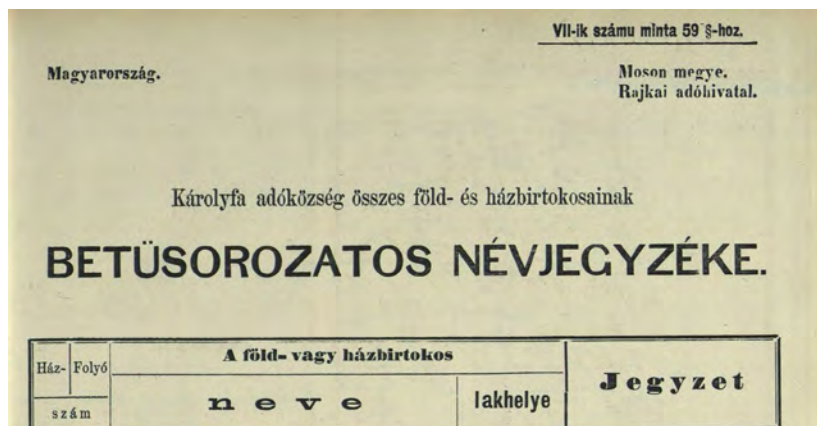 VII-ik számu minta 59 §-hoz.
Magyarország.
Moson megye.
Rajkai adóhivatal.
Károlyfa adóközség összes föld- és házbirtokosainak
BETÜSOROZATOS NÉVJEGYZÉKE.
Ház- Folyó
szám
A föld- vagy házbirtokos
neve
lakhelye
Jegyzet